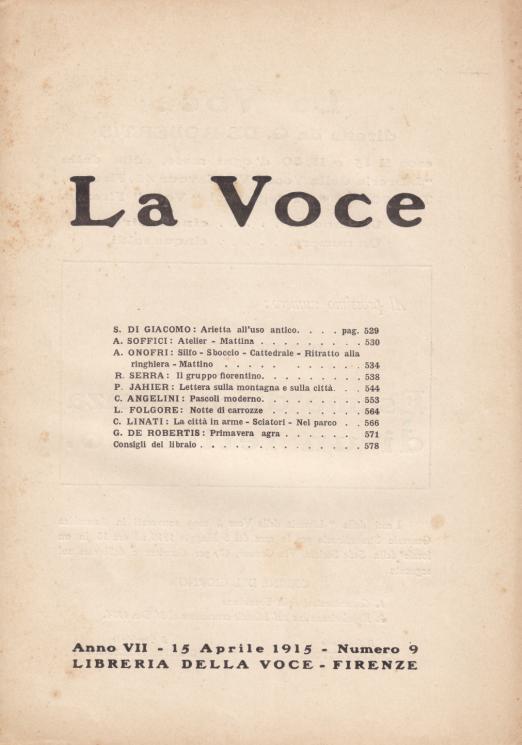 La Voce
S. DI GIACOMO: Arietta all'uso antico. . . . pag. 529
A. SOFFICI: Atelier - Mattina . . . . . . . . . 530
A. ONOFRI: Silfo - Sboccio - Cattedrale - Ritratto alla
ringhiera - Mattino . . . . . . . . . 534
R. SERRA: Il gruppo fiorentino. . . . . . . . . 538
P. JAHIER: Lettera sulla montagna e sulla città. . . 544
C. ANGELINI: Pascoli moderno. . . . . . . . . 553
L. FOLGORE: Notte di carrozze . . . . . . . . 564
C. LINATI: La città in arme - Sciatori - Nel parco . . 566
G. DE ROBERTIS: Primavera agra . . . . . . . 571
Consigli del libraio . . . . . . . . . . . . . 578
Anno VII - 15 Aprile 1915 - Numero 9
LIBRERIA DELLA VOCE - FIRENZE